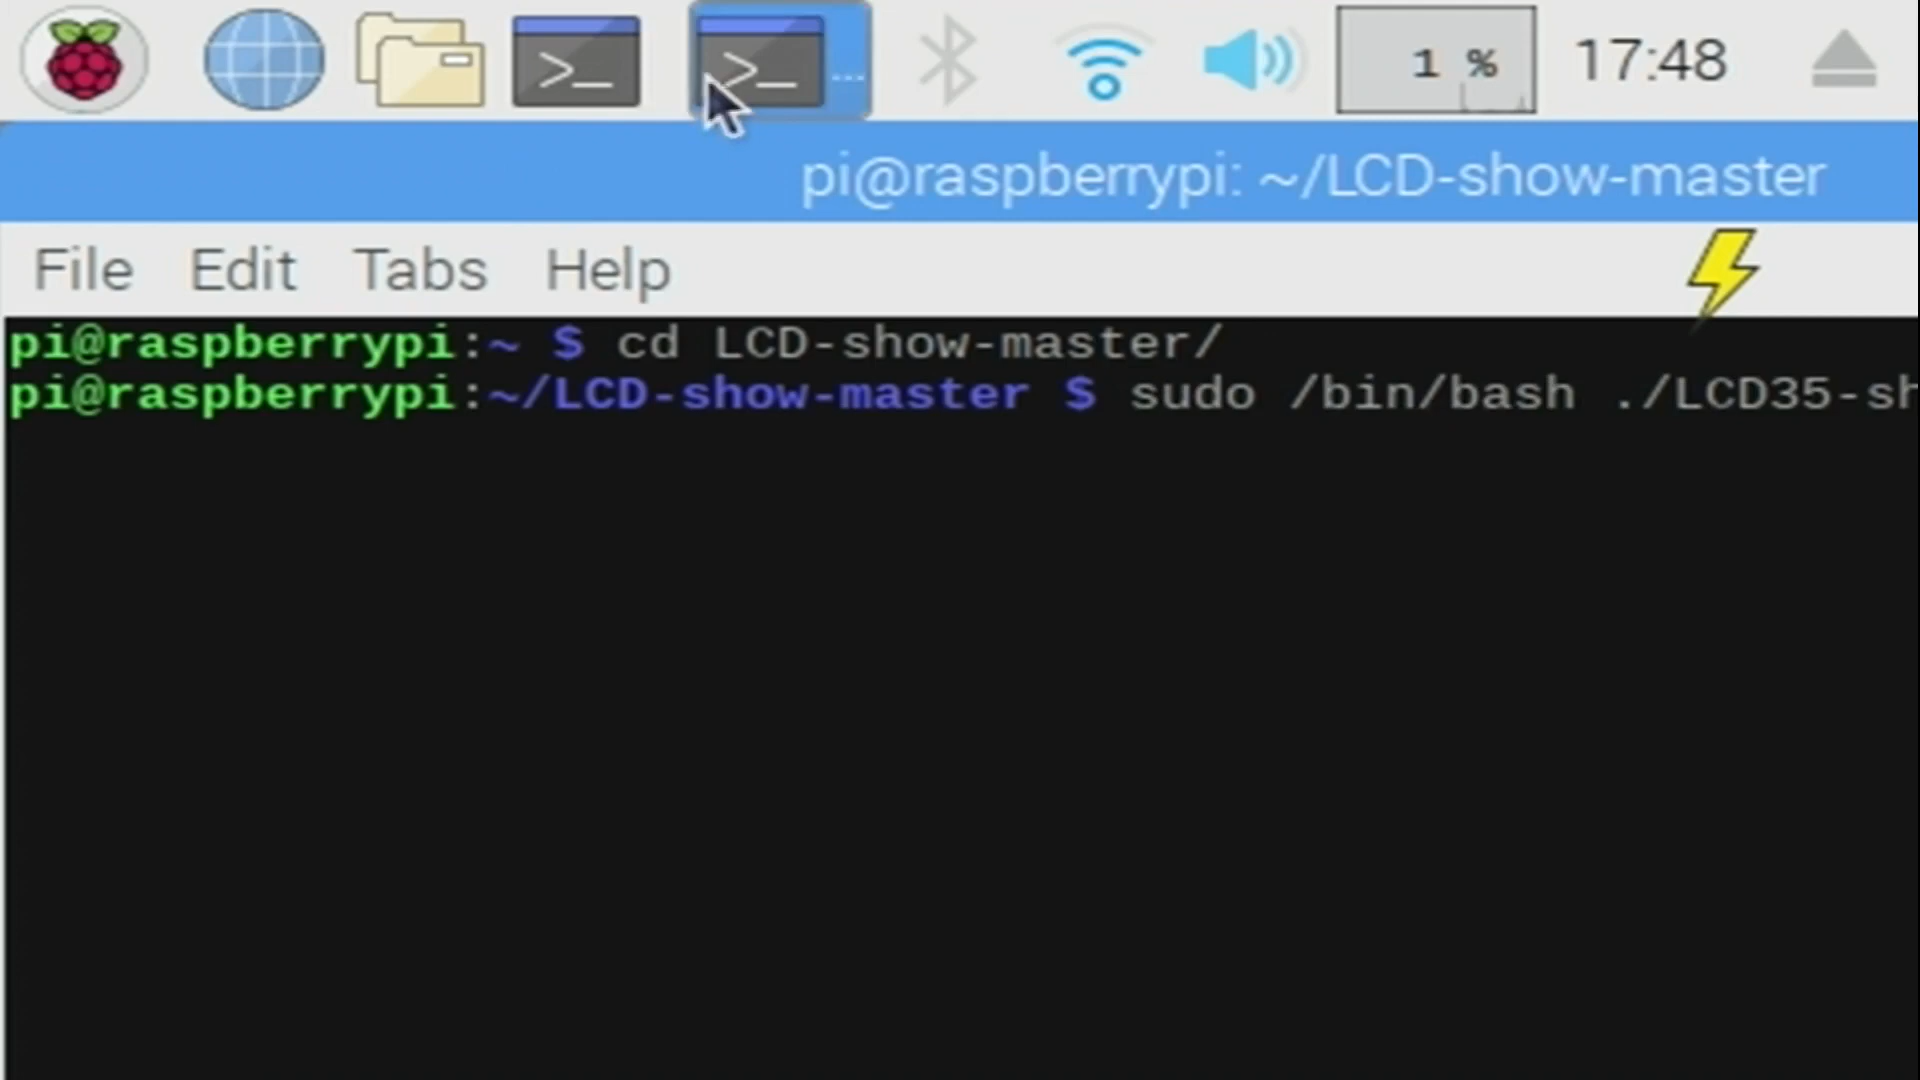 1 % 17:48
pi@raspberrypi: ~/LCD-show-master
File Edit Tabs Help
pi@raspberrypi:~ $ cd LCD-show-master/
pi@raspberrypi:~/LCD-show-master $ sudo /bin/bash ./LCD35-sh